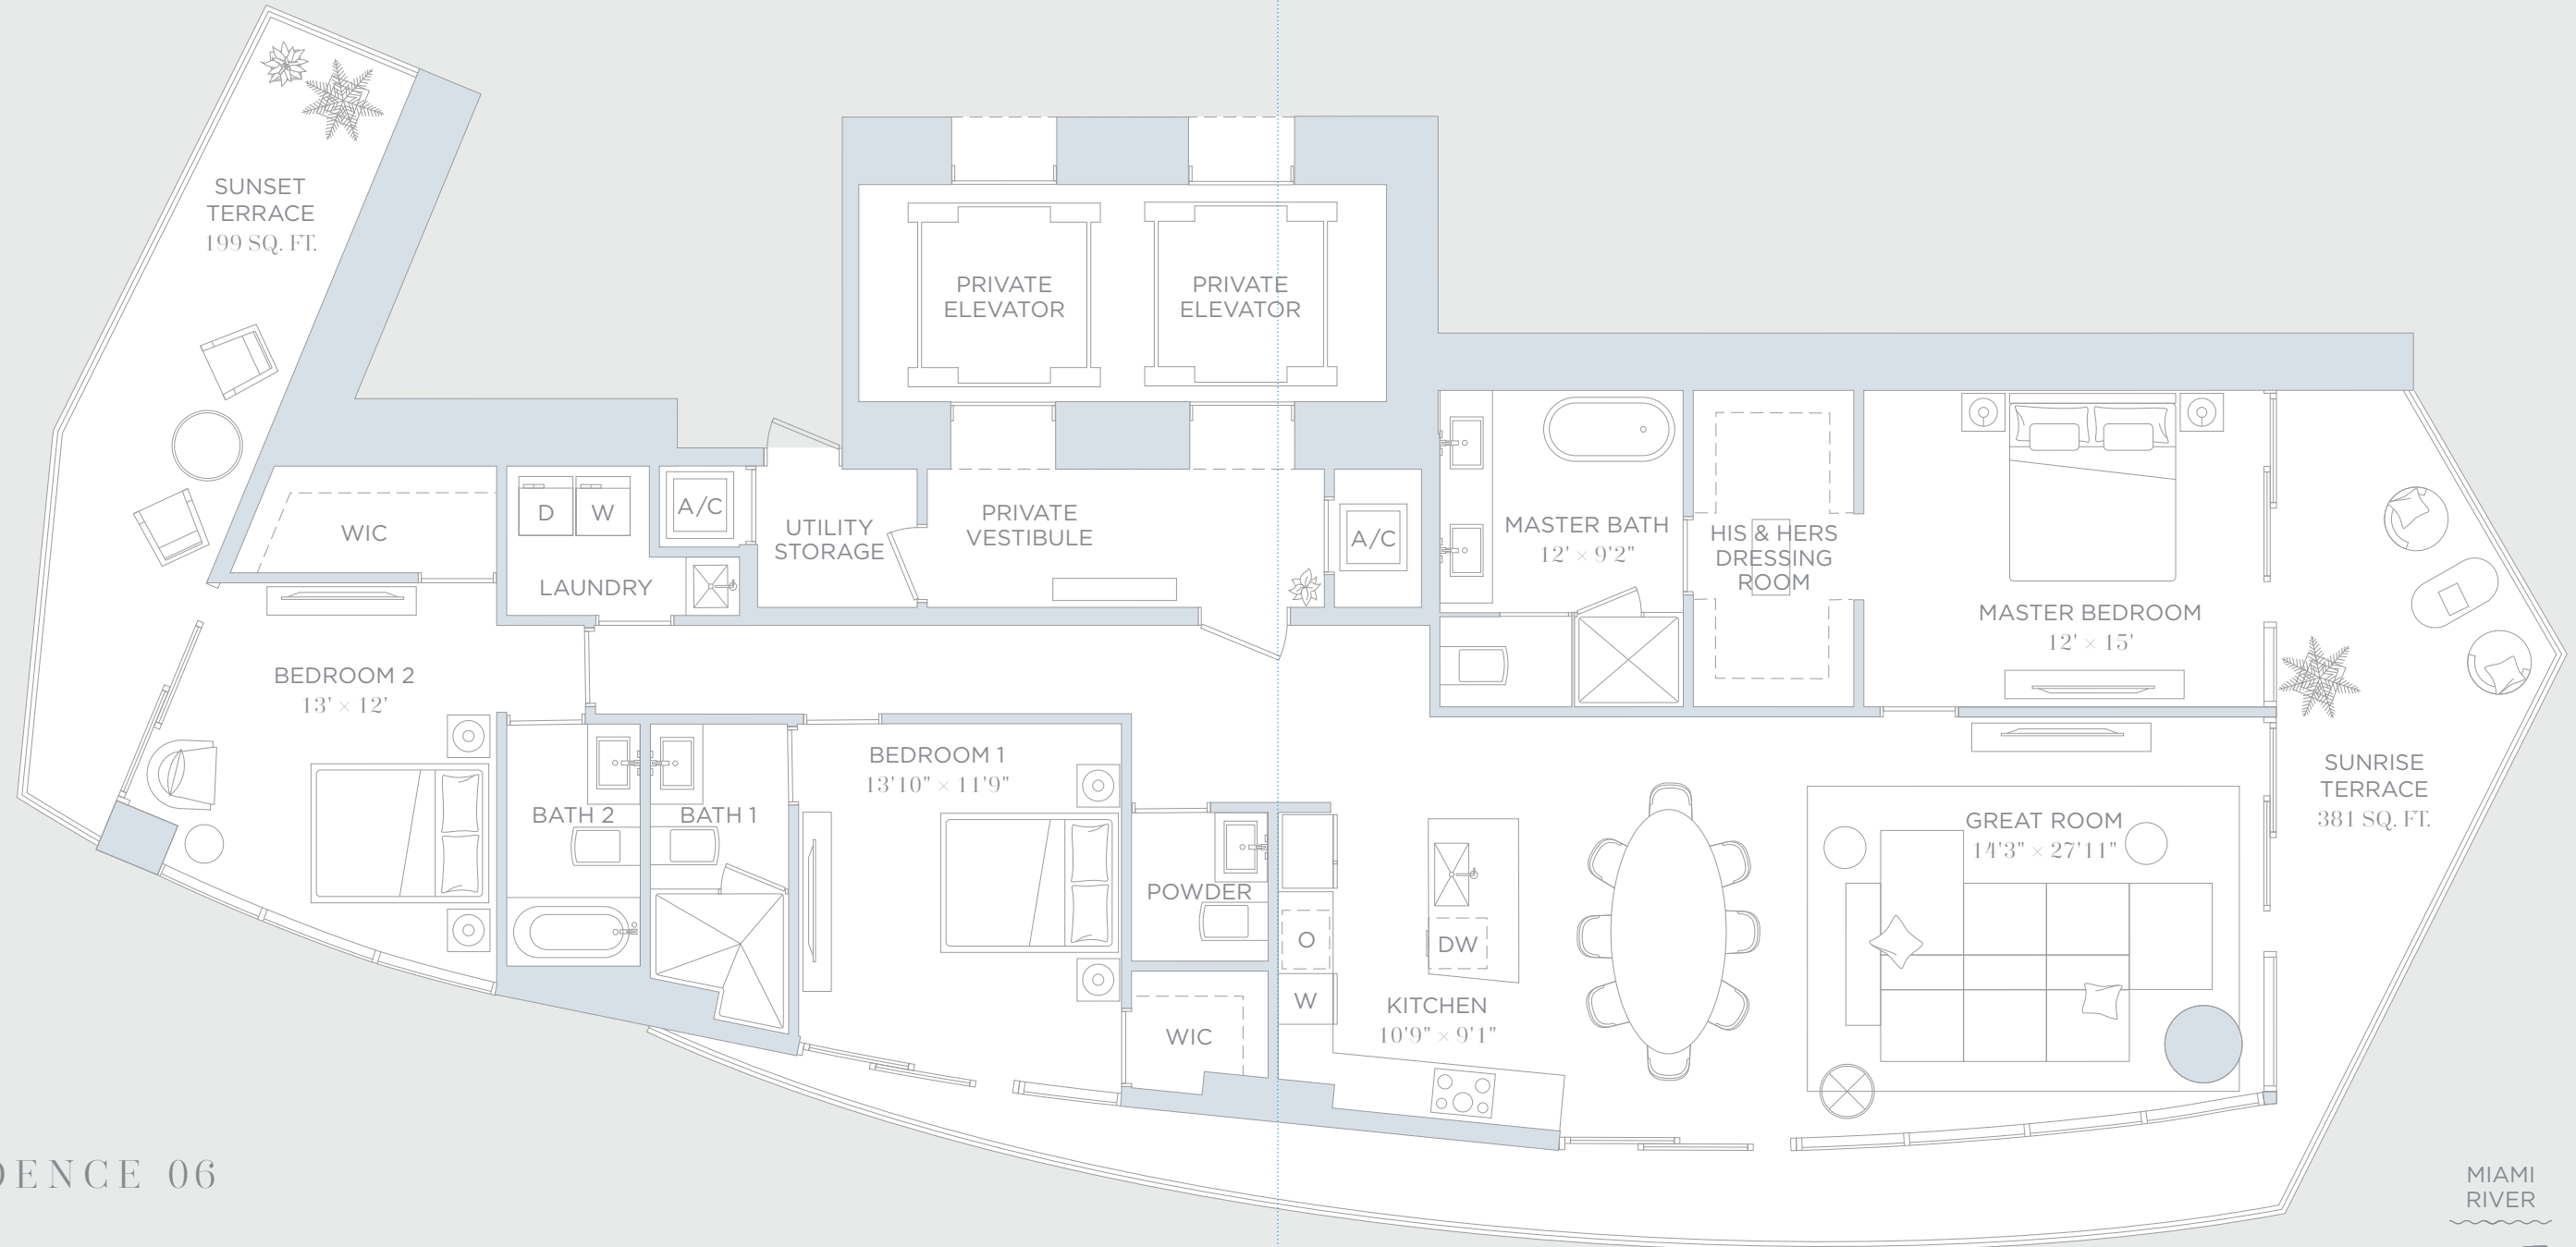 SUNSET
TERRACE
199 SQ. FT.
PRIVATE
ELEVATOR
PRIVATE
ELEVATOR
WIC
D
W
A/C
LAUNDRY
UTILITY
STORAGE
PRIVATE
VESTIBULE
A/C
MASTER BATH
12' × 9'2"
HIS & HERS
DRESSING
ROOM
MASTER BEDROOM
12' × 15'
BEDROOM 2
13' × 12'
BATH 2
BATH 1
BEDROOM 1
13'10" × 11'9"
POWDER
WIC
O
W
DW
KITCHEN
10'9" × 9'1"
GREAT ROOM
14'3" × 27'11"
SUNRISE
TERRACE
381 SQ. FT.
DENCE 06
MIAMI
RIVER